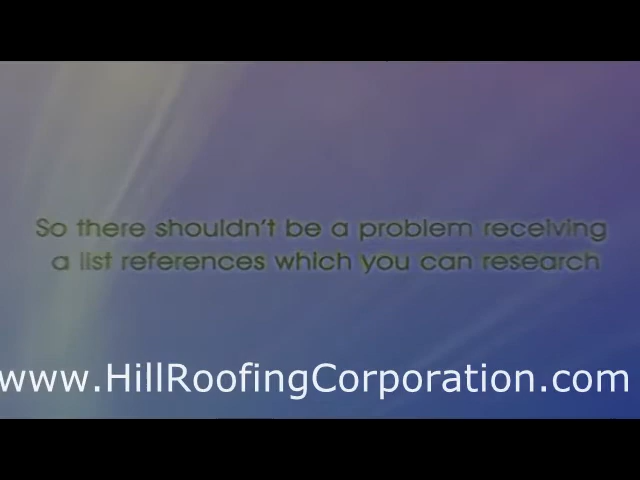 So there shouldn't be a problem receiving
a list references which you can research
www.HillRoofingCorporation.com